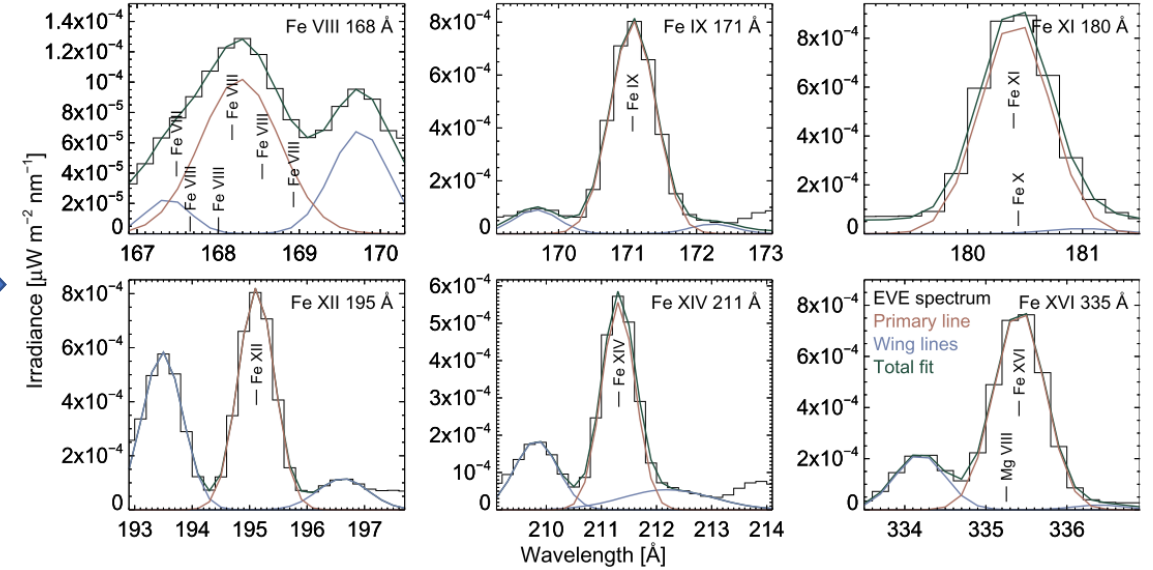 Fe VIII 168 Å
1.4x10⁻⁴
1.2x10⁻⁴
10⁻⁴
8x10⁻⁵
6x10⁻⁵
4x10⁻⁵
2x10⁻⁵
0
Fe VIII
Fe VIII
Fe VIII
Fe VIII
Fe VIII
Fe VIII
167 168 169 170
Fe IX 171 Å
8x10⁻⁴
6x10⁻⁴
4x10⁻⁴
2x10⁻⁴
0
Fe IX
170 171 172 173
Fe XI 180 Å
8x10⁻⁴
6x10⁻⁴
4x10⁻⁴
2x10⁻⁴
0
Fe XI
Fe X
180 181
Irradiance [μW m⁻² nm⁻¹]
Fe XII 195 Å
8x10⁻⁴
6x10⁻⁴
4x10⁻⁴
2x10⁻⁴
0
Fe XII
193 194 195 196 197
Fe XIV 211 Å
6x10⁻⁴
5x10⁻⁴
4x10⁻⁴
3x10⁻⁴
2x10⁻⁴
10⁻⁴
0
Fe XIV
210 211 212 213 214
Wavelength [Å]
EVE spectrum
Fe XVI 335 Å
Primary line
Wing lines
Total fit
8x10⁻⁴
6x10⁻⁴
4x10⁻⁴
2x10⁻⁴
0
Fe XVI
Mg VIII
334 335 336